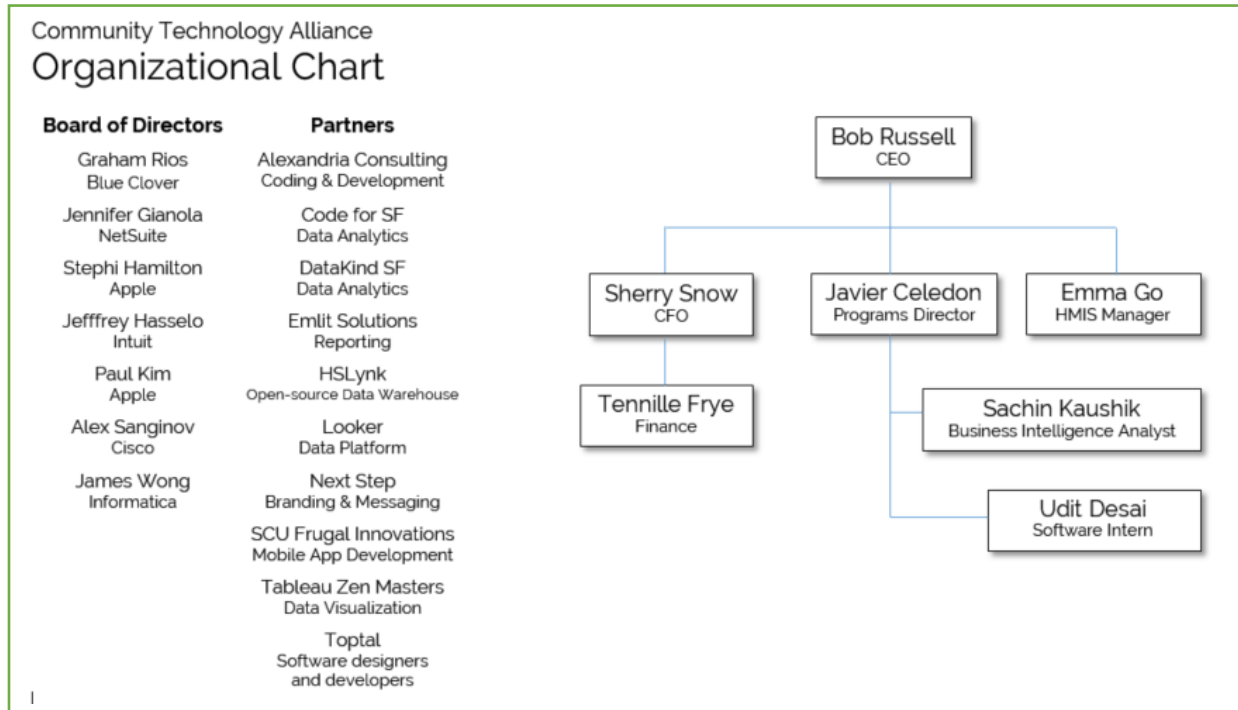 Community Technology Alliance
Organizational Chart
Board of Directors
Graham Rios
Blue Clover
Jennifer Gianola
NetSuite
Stephi Hamilton
Apple
Jefffrey Hasselo
Intuit
Paul Kim
Apple
Alex Sanginov
Cisco
James Wong
Informatica
Partners
Alexandria Consulting
Coding & Development
Code for SF
Data Analytics
DataKind SF
Data Analytics
Emlit Solutions
Reporting
HSLynk
Open-source Data Warehouse
Looker
Data Platform
Next Step
Branding & Messaging
SCU Frugal Innovations
Mobile App Development
Tableau Zen Masters
Data Visualization
Toptal
Software designers
and developers
Bob Russell
CEO
Sherry Snow
CFO
Javier Celedon
Programs Director
Emma Go
HMIS Manager
Tennille Frye
Finance
Sachin Kaushik
Business Intelligence Analyst
Udit Desai
Software Intern